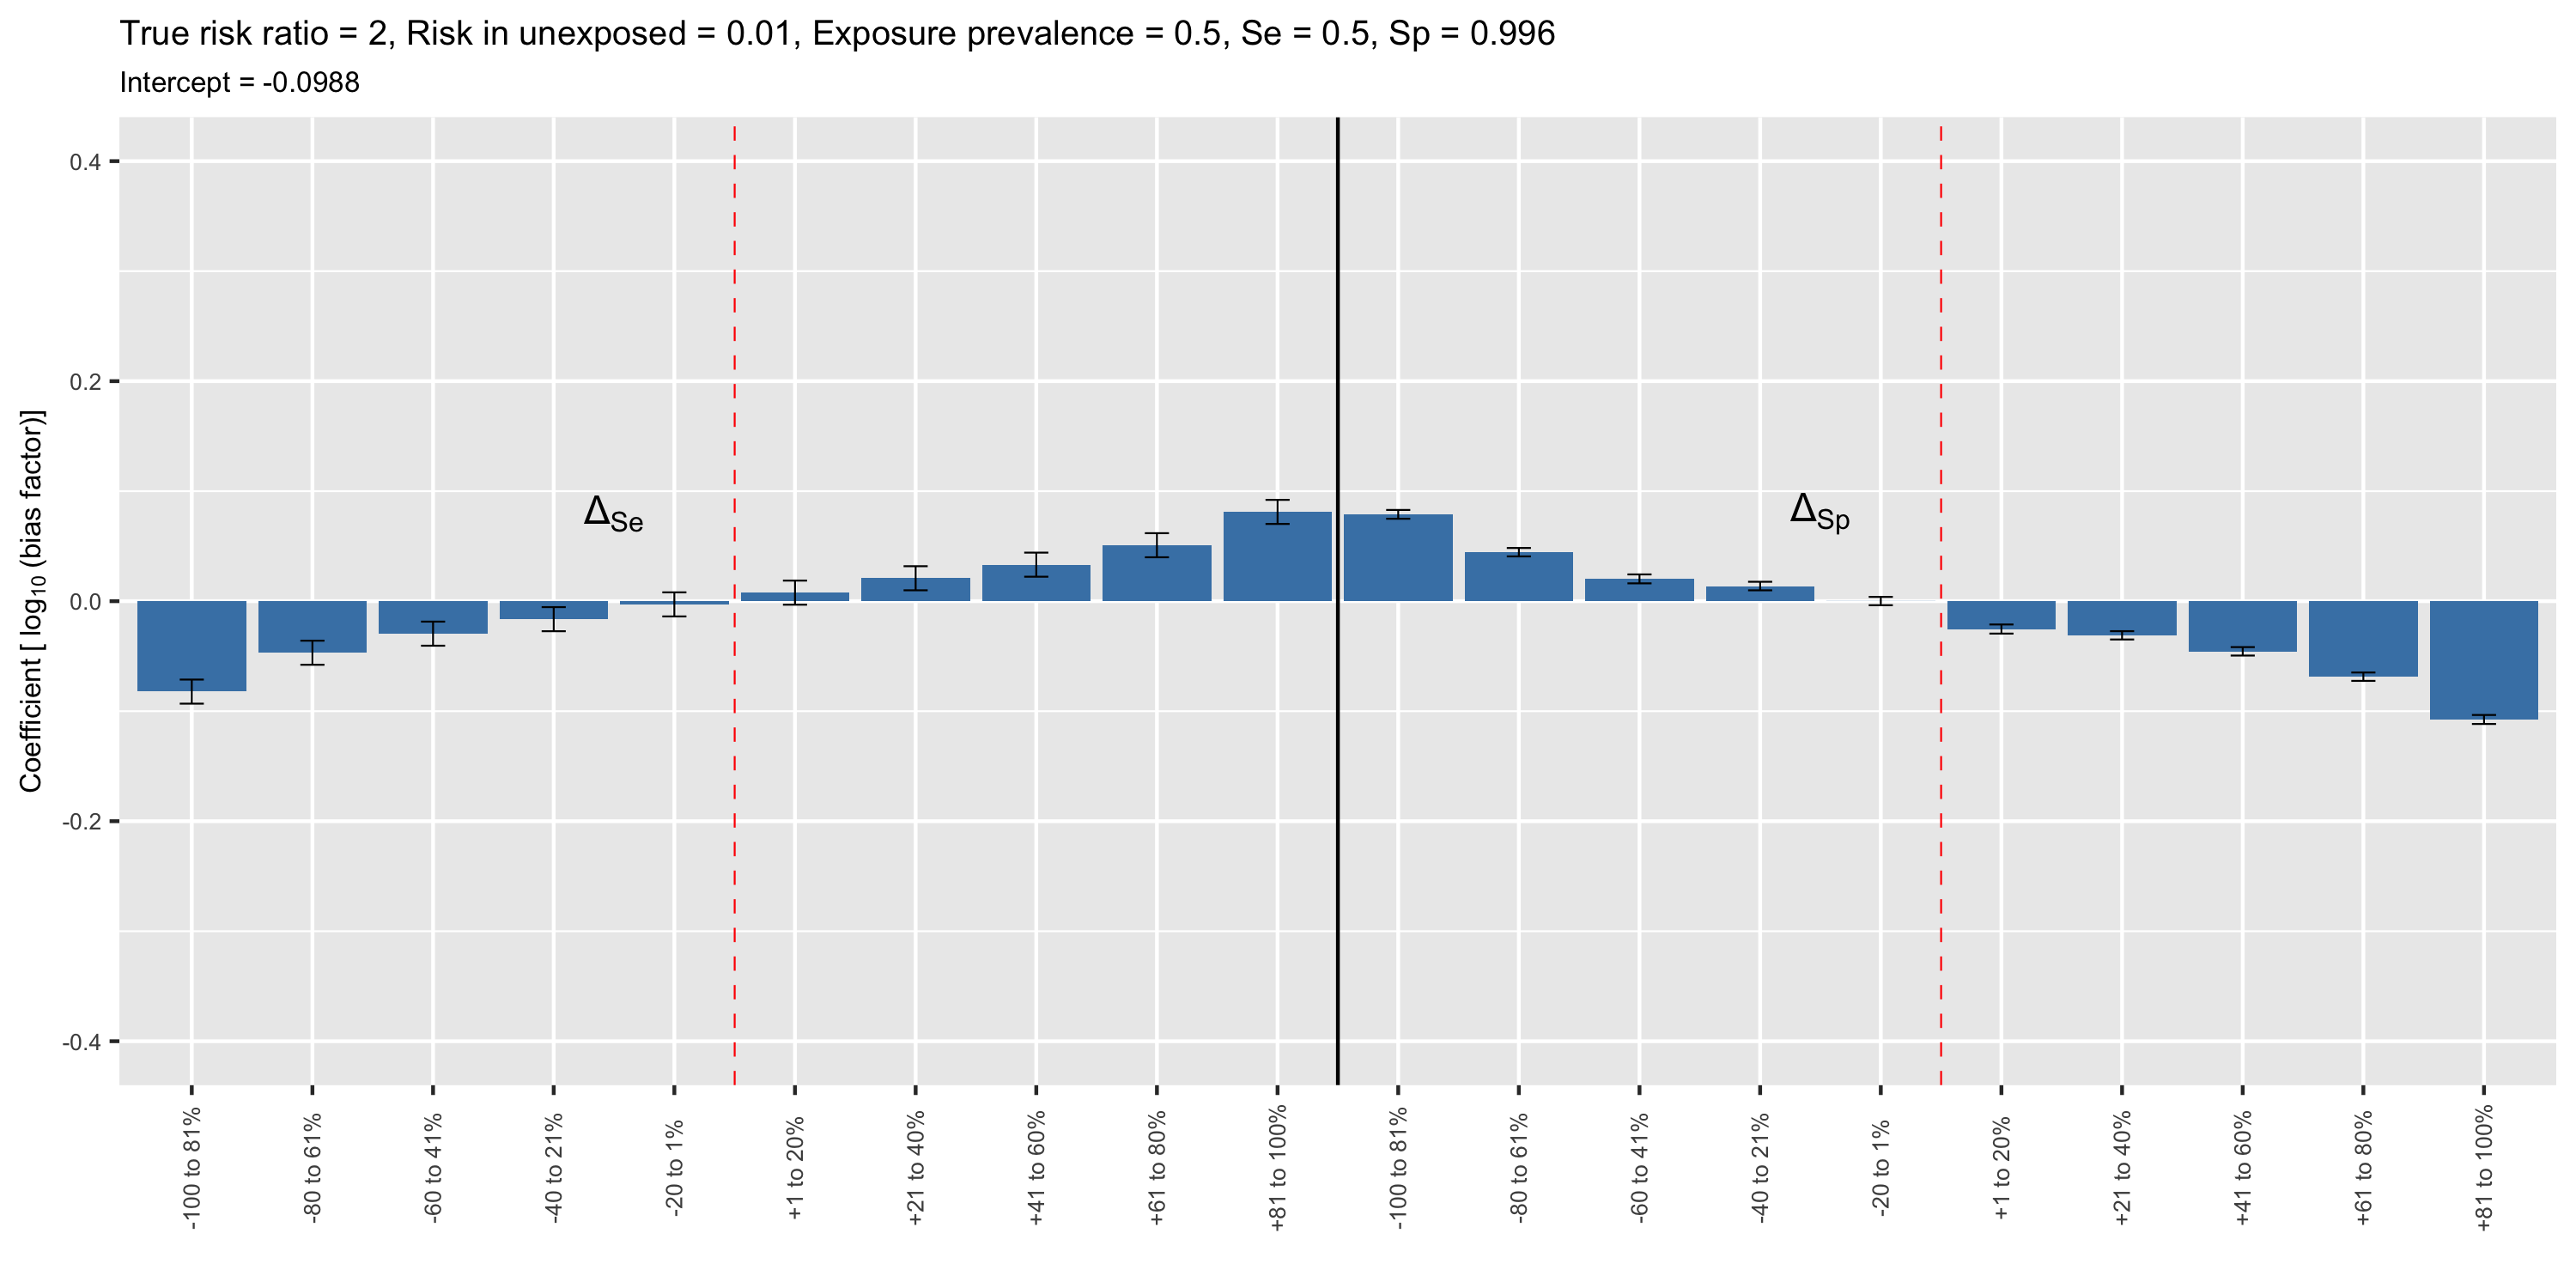 True risk ratio = 2, Risk in unexposed = 0.01, Exposure prevalence = 0.5, Se = 0.5, Sp = 0.996
Intercept = -0.0988
Coefficient [ log10 (bias factor)]
0.4
0.2
0.0
-0.2
-0.4
ΔSe
ΔSp
-100 to 81%
-80 to 61%
-60 to 41%
-40 to 21%
-20 to 1%
+1 to 20%
+21 to 40%
+41 to 60%
+61 to 80%
+81 to 100%
-100 to 81%
-80 to 61%
-60 to 41%
-40 to 21%
-20 to 1%
+1 to 20%
+21 to 40%
+41 to 60%
+61 to 80%
+81 to 100%